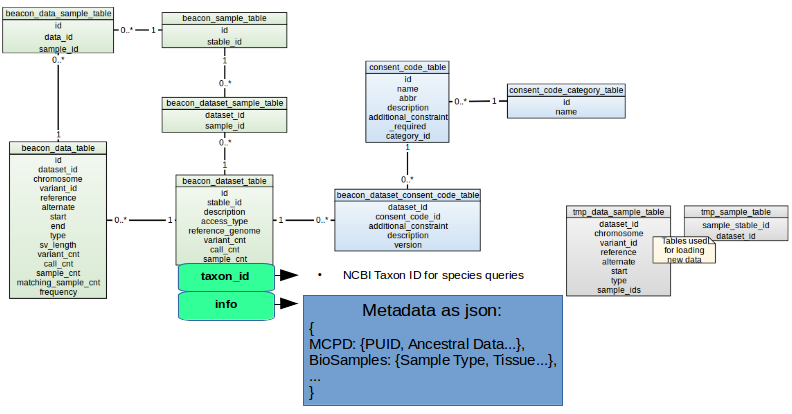 beacon_data_sample_table
id
data_id
sample_id
0..*
1
beacon_sample_table
id
stable_id
1
0..*
beacon_dataset_sample_table
dataset_id
sample_id
0..*
1
0..*
1
beacon_data_table
id
dataset_id
chromosome
variant_id
reference
alternate
start
end
type
sv_length
variant_cnt
call_cnt
sample_cnt
matching_sample_cnt
frequency
0..*
1
beacon_dataset_table
id
stable_id
description
access_type
reference_genome
variant_cnt
call_cnt
sample_cnt
taxon_id
info
1
0..*
consent_code_table
id
name
abbr
description
additional_constraint
_required
category_id
0..*
1
consent_code_category_table
id
name
1
0..*
beacon_dataset_consent_code_table
dataset_id
consent_code_id
additional_constraint
description
version
tmp_data_sample_table
dataset_id
chromosome
variant_id
reference
alternate
start
type
sample_ids
tmp_sample_table
sample_stable_id
dataset_id
Tables used
for loading
new data
• NCBI Taxon ID for species queries
Metadata as json:
{
MCPD: {PUID, Ancestral Data...},
BioSamples: {Sample Type, Tissue...},
...
}